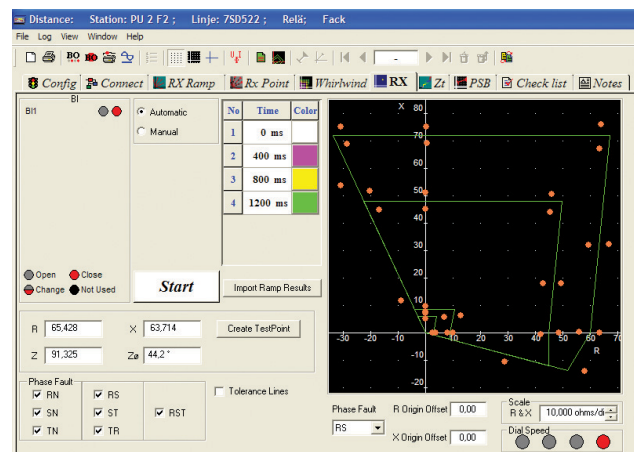 Distance: Station: PU 2 F2 ; Linje: 7SD522 ; Relä; Fack
File Log View Window Help
Config Connect RX Ramp Rx Point Whirlwind RX Zt PSB Check list Notes
BI
BI1
Automatic
Manual
No Time Color
1 0 ms
2 400 ms
3 800 ms
4 1200 ms
Open Close
Change Not Used
Start
Import Ramp Results
X 80
70
60
50
40
30
20
10
-30 -20 -10 0 10 20 30 40 50 60 70
R
-10
-20
R 65,428 X 63,714 Create TestPoint
Z 91,325 Zø 44,2 °
Phase Fault
RN RS
SN ST RST
TN TR
Tolerance Lines
Phase Fault R Origin Offset 0,00
RS
X Origin Offset 0,00
Scale
R & X 10,000 ohms/di
Dial Speed